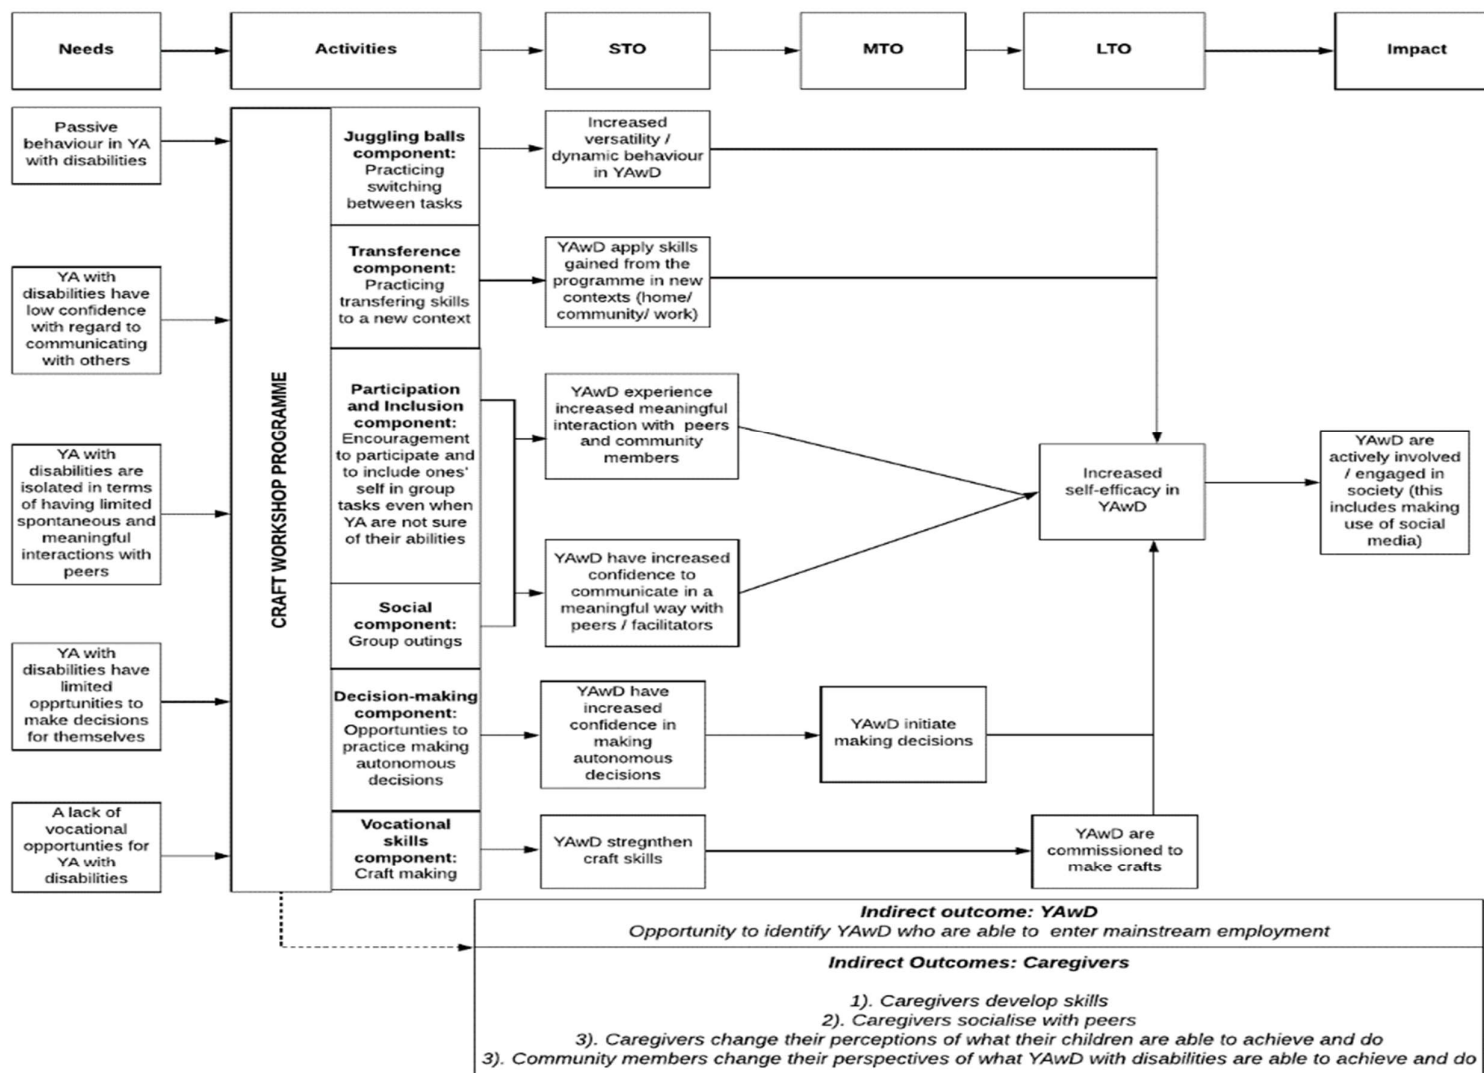 Needs
Activities
STO
MTO
LTO
Impact
Passive
behaviour in YA
with disabilities
YA with
disabilities have
low confidence
with regard to
communicating
with others
YA with
disabilities are
isolated in terms
of having limited
spontaneous and
meaningful
interactions with
peers
YA with
disabilities have
limited
opprtunities to
make decisions
for themselves
A lack of
vocational
opportunties for
YA with
disabilities
CRAFT WORKSHOP PROGRAMME
Juggling balls
component:
Practicing
switching
between tasks
Transference
component:
Practicing
transfering skills
to a new context
Participation
and Inclusion
component:
Encouragement
to participate and
to include ones'
self in group
tasks even when
YA are not sure
of their abilities
Social
component:
Group outings
Decision-making
component:
Opportunties to
practice making
autonomous
decisions
Vocational
skills
component:
Craft making
Increased
versatility /
dynamic behaviour
in YAwD
YAwD apply skills
gained from the
programme in new
contexts (home/
community/ work)
YAwD experience
increased meaningful
interaction with peers
and community
members
YAwD have increased
confidence to
communicate in a
meaningful way with
peers / facilitators
YAwD have
increased
confidence in
making
autonomous
decisions
YAwD stregnthen
craft skills
YAwD initiate
making decisions
Increased
self-efficacy in
YAwD
YAwD are
commissioned to
make crafts
YAwD are
actively involved
/ engaged in
society (this
includes making
use of social
media)
Indirect outcome: YAwD
Opportunity to identify YAwD who are able to enter mainstream employment
Indirect Outcomes: Caregivers
1). Caregivers develop skills
2). Caregivers socialise with peers
3). Caregivers change their perceptions of what their children are able to achieve and do
3). Community members change their perspectives of what YAwD with disabilities are able to achieve and do